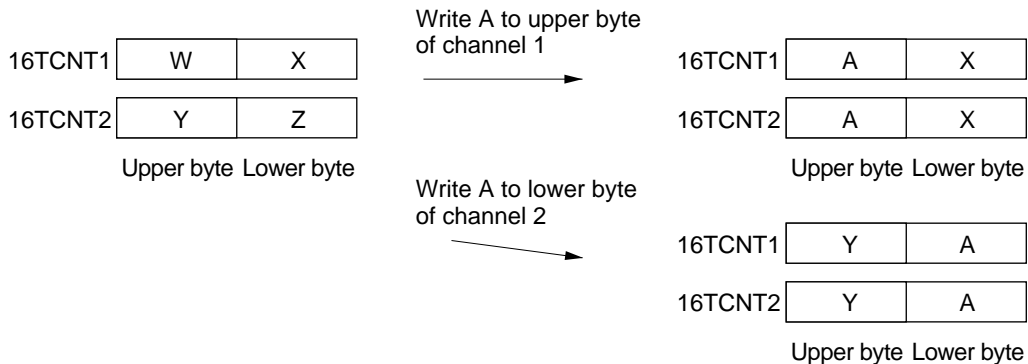 Write A to upper byte
of channel 1
16TCNT1 W X
16TCNT2 Y Z
Upper byte Lower byte
16TCNT1 A X
16TCNT2 A X
Upper byte Lower byte
Write A to lower byte
of channel 2
16TCNT1 Y A
16TCNT2 Y A
Upper byte Lower byte